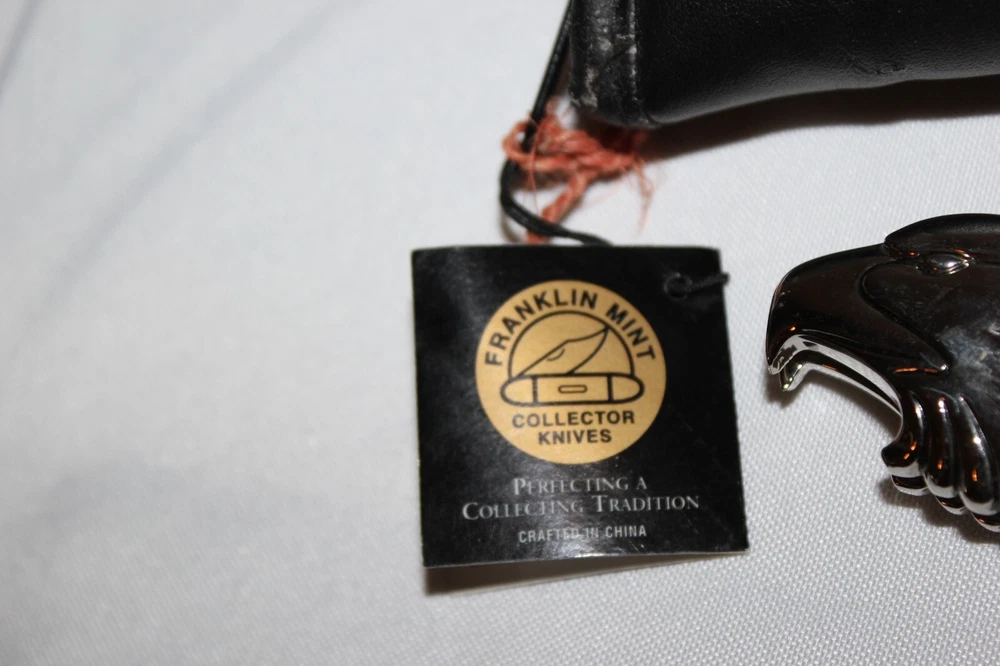 FRANKLIN MINT
COLLECTOR
KNIVES
PERFECTING A
COLLECTING TRADITION
CRAFTED IN CHINA